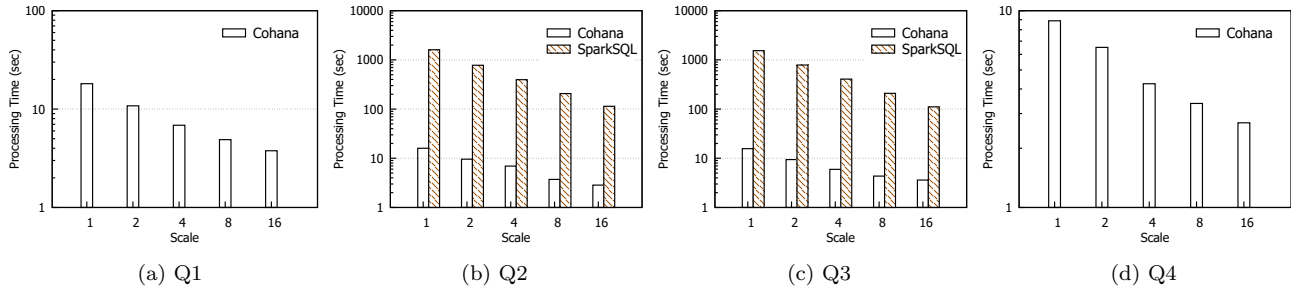 100
10
1
Processing Time (sec)
Cohana
1 2 4 8 16
Scale
(a) Q1
10000
1000
100
10
1
Processing Time (sec)
Cohana
SparkSQL
1 2 4 8 16
Scale
(b) Q2
10000
1000
100
10
1
Processing Time (sec)
Cohana
SparkSQL
1 2 4 8 16
Scale
(c) Q3
10
1
Processing Time (sec)
Cohana
1 2 4 8 16
Scale
(d) Q4